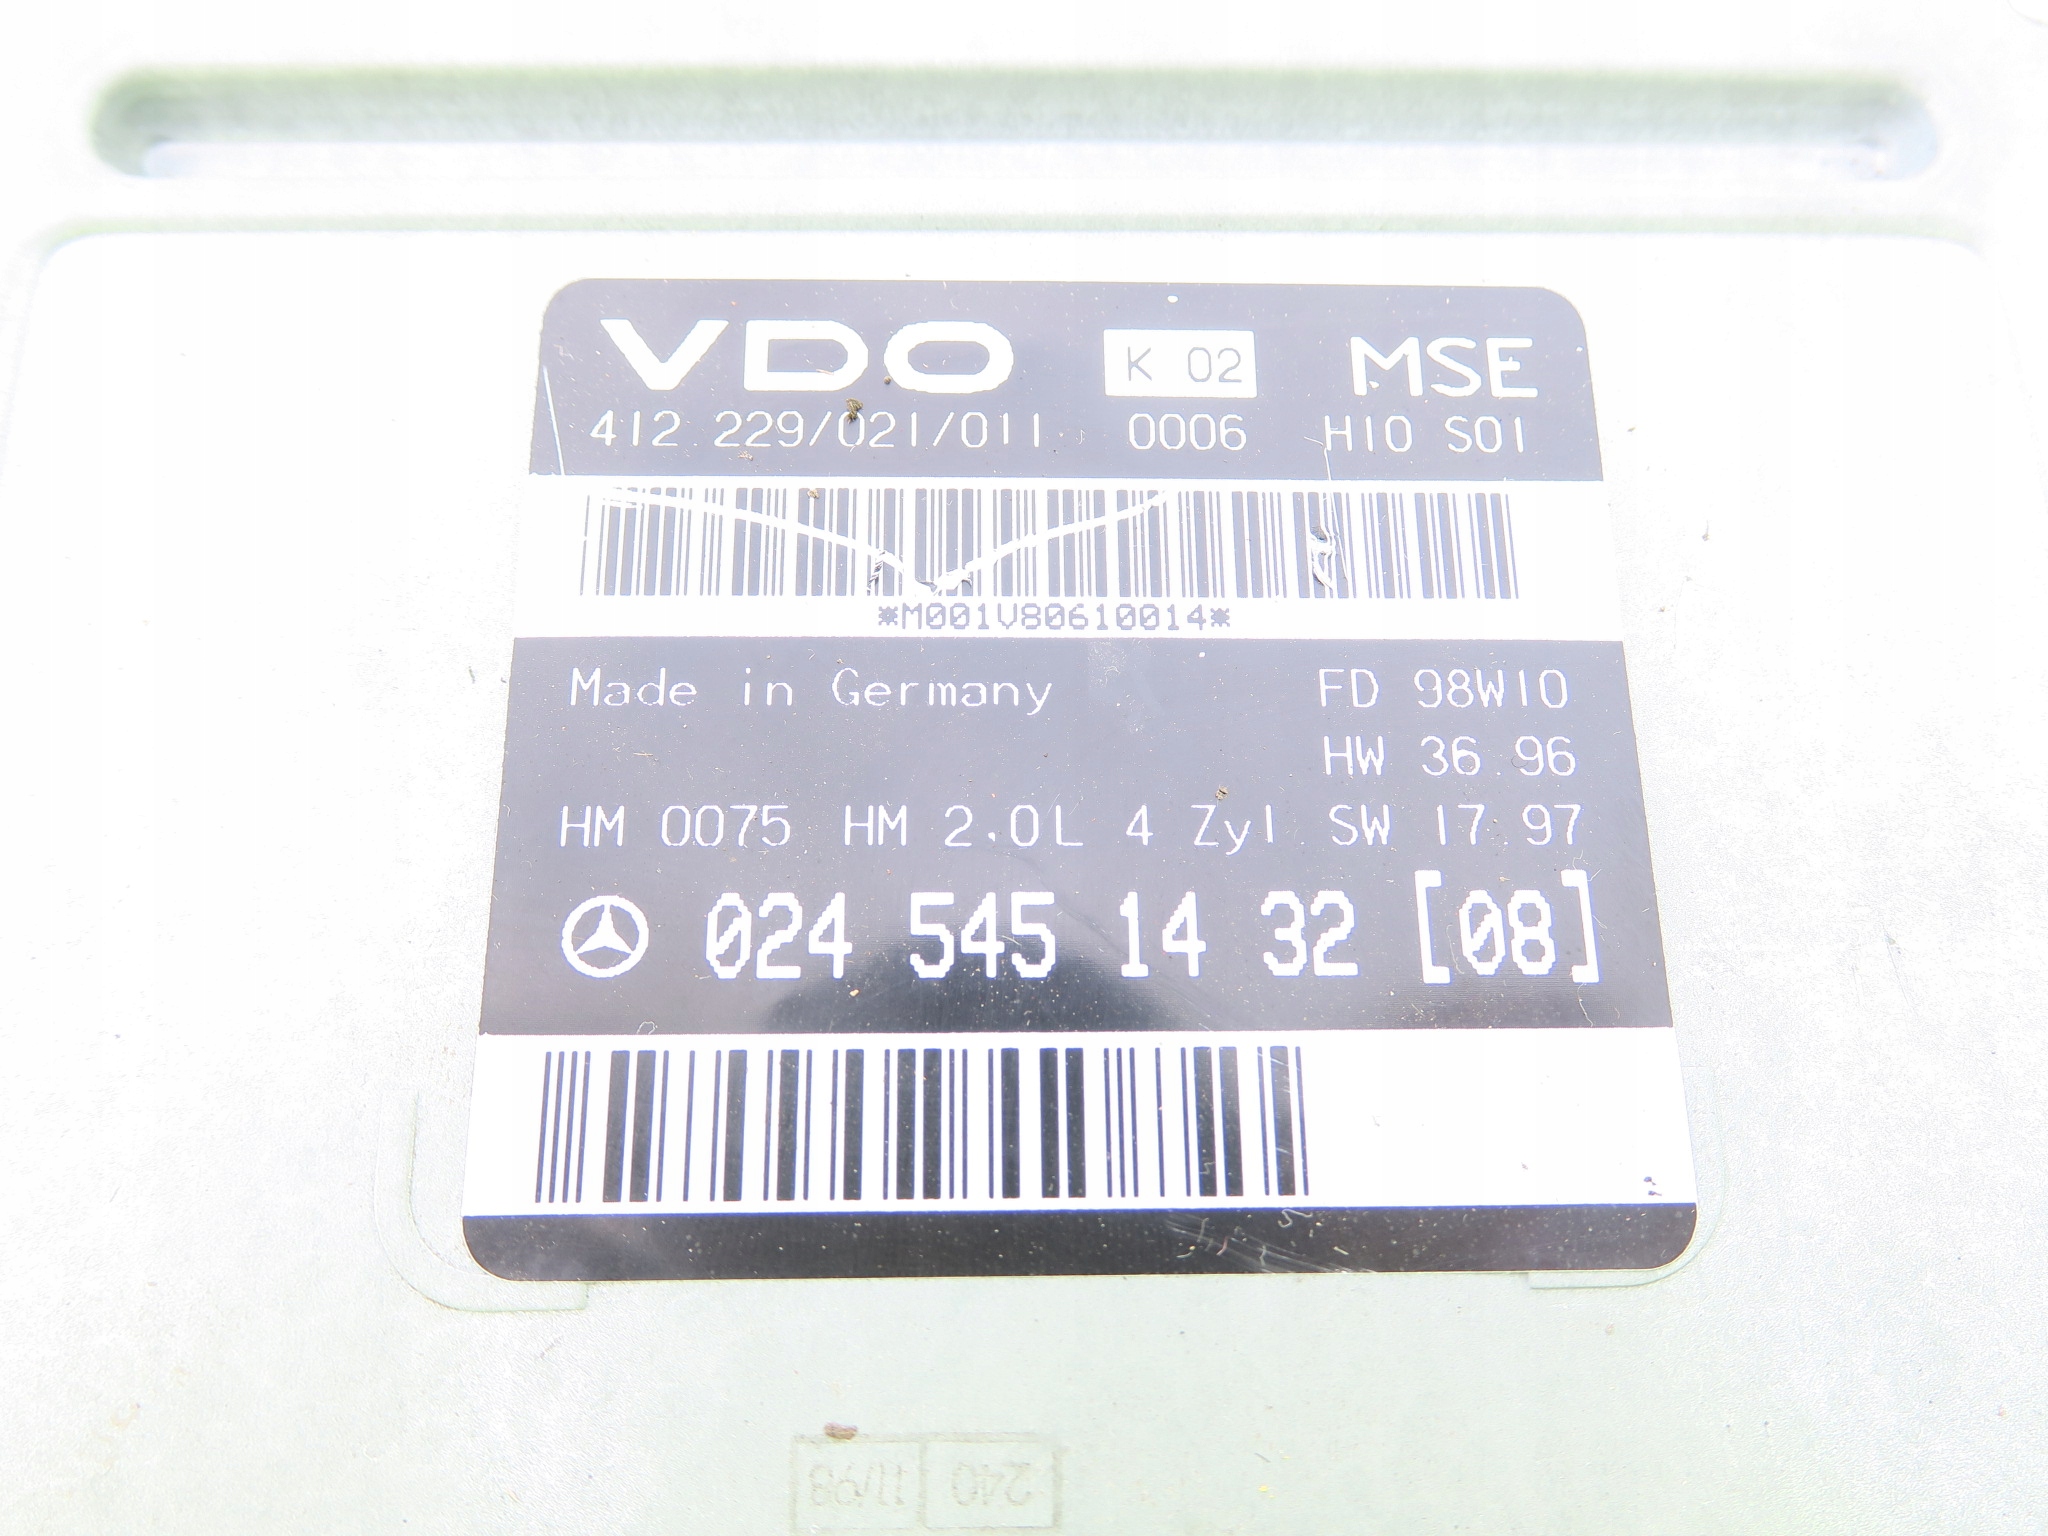 VDO K 02 MSE
412 229/021/011 0006 H10 S01
*M001V80610014*
Made in Germany FD 98W10
HW 36 96
HM 0075 HM 2.0L 4 Zyl SW 17 97
024 545 14 32 [08]
240 11/98